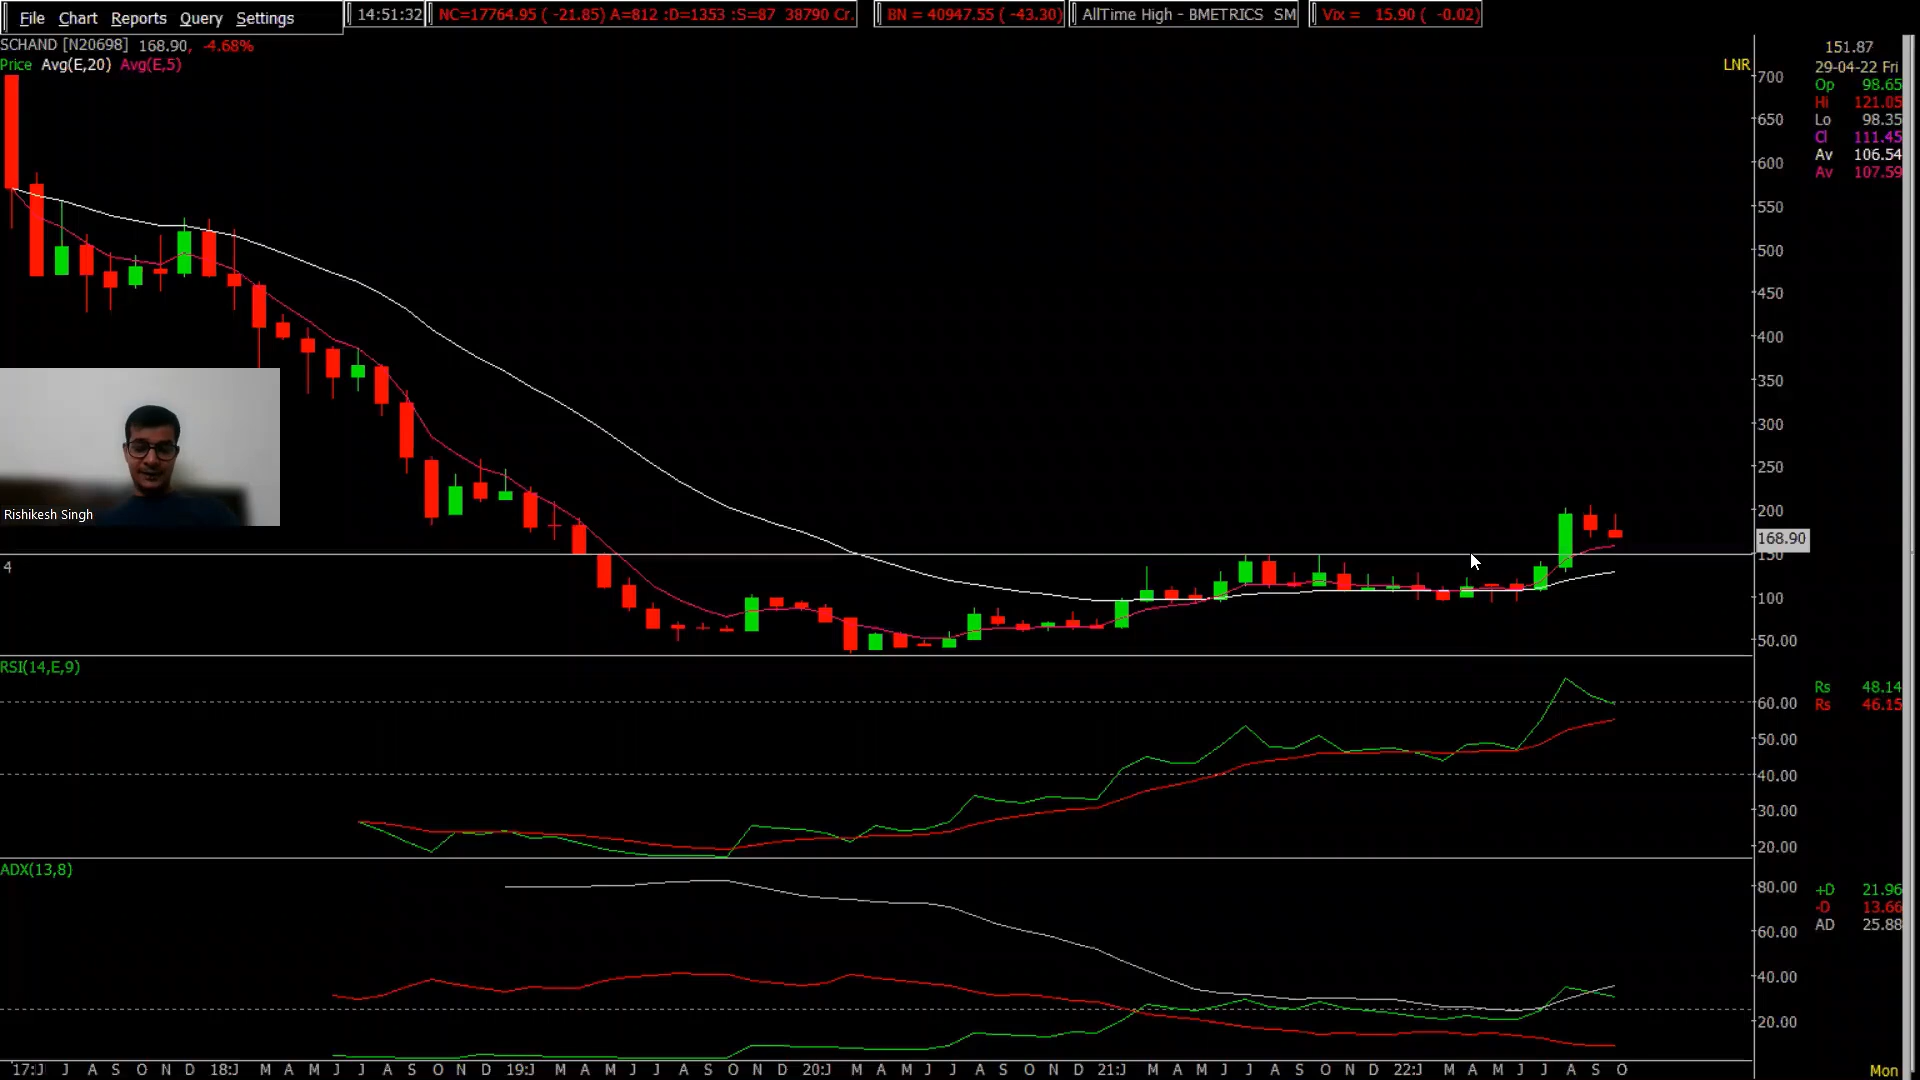 File Chart Reports Query Settings
14:51:32
NC=17764.95 ( -21.85) A=812 :D=1353 :S=87 38790 Cr.
BN = 40947.55 ( -43.30)
AllTime High - BMETRICS SM
Vix = 15.90 ( -0.02)
SCHAND [N20698] 168.90, -4.68%
Price Avg(E,20) Avg(E,5)
LNR
700
650
600
550
500
450
400
350
300
250
200
168.90
150
100
50.00
151.87
29-04-22 Fri
Op 98.65
Hi 121.05
Lo 98.35
Cl 111.45
Av 106.54
Av 107.59
Rishikesh Singh
4
RSI(14,E,9)
60.00
50.00
40.00
30.00
20.00
Rs 48.14
Rs 46.15
ADX(13,8)
80.00
60.00
40.00
20.00
+D 21.96
-D 13.66
AD 25.88
17:J J A S O N D 18:J M A M J J A S O N D 19:J M A M J J A S O N D 20:J M A M J J A S O N D 21:J M A M J J A S O N D 22:J M A M J J A S O
Mon